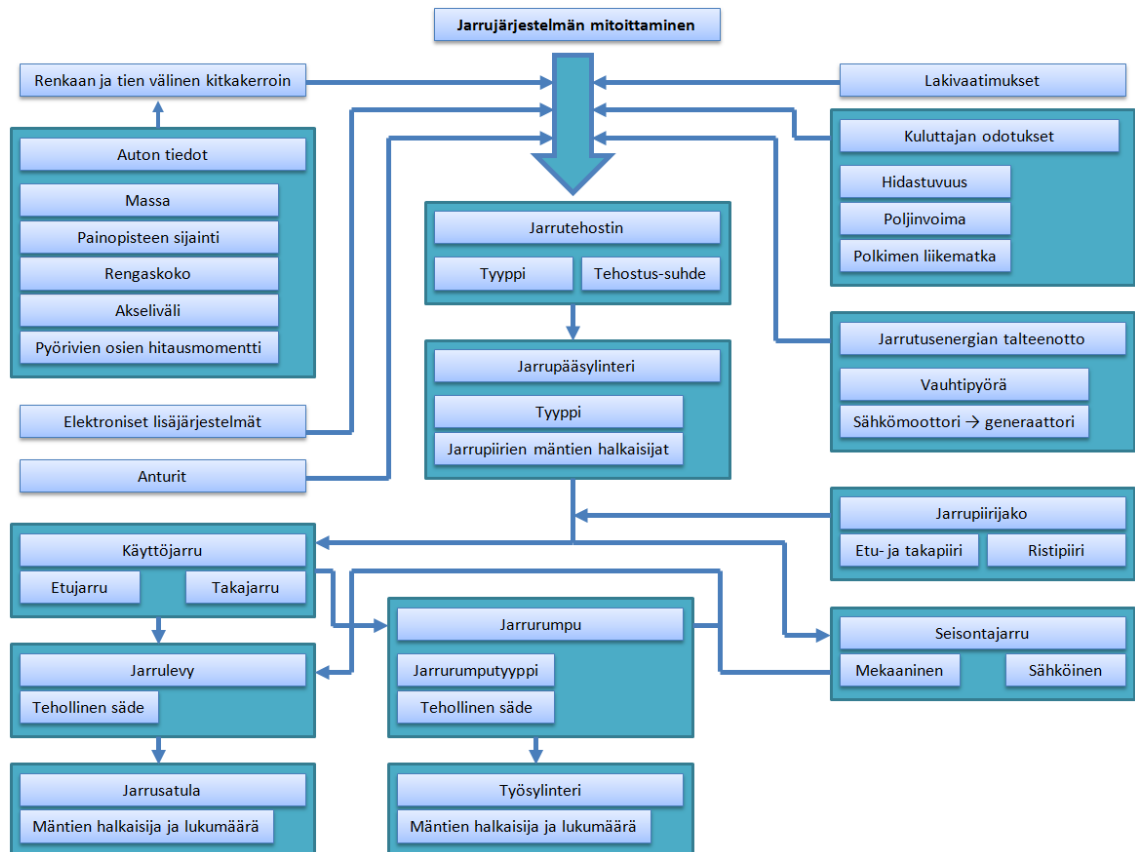 Jarrujärjestelmän mitoittaminen
Renkaan ja tien välinen kitkakerroin
Lakivaatimukset
Auton tiedot
Massa
Painopisteen sijainti
Rengaskoko
Akseliväli
Pyörivien osien hitausmomentti
Kuluttajan odotukset
Hidastuvuus
Poljinvoima
Polkimen liikematka
Jarrutehostin
Tyyppi
Tehostus-suhde
Jarrutusenergian talteenotto
Vauhtipyörä
Sähkömoottori → generaattori
Jarrupääsylinteri
Tyyppi
Jarrupiirien mäntien halkaisijat
Elektroniset lisäjärjestelmät
Anturit
Jarrupiirijako
Etu- ja takapiiri
Ristipiiri
Käyttöjarru
Etujarru
Takajarru
Seisontajarru
Mekaaninen
Sähköinen
Jarrulevy
Tehollinen säde
Jarrurumpu
Jarrurumputyyppi
Tehollinen säde
Jarrusatula
Mäntien halkaisija ja lukumäärä
Työsylinteri
Mäntien halkaisija ja lukumäärä